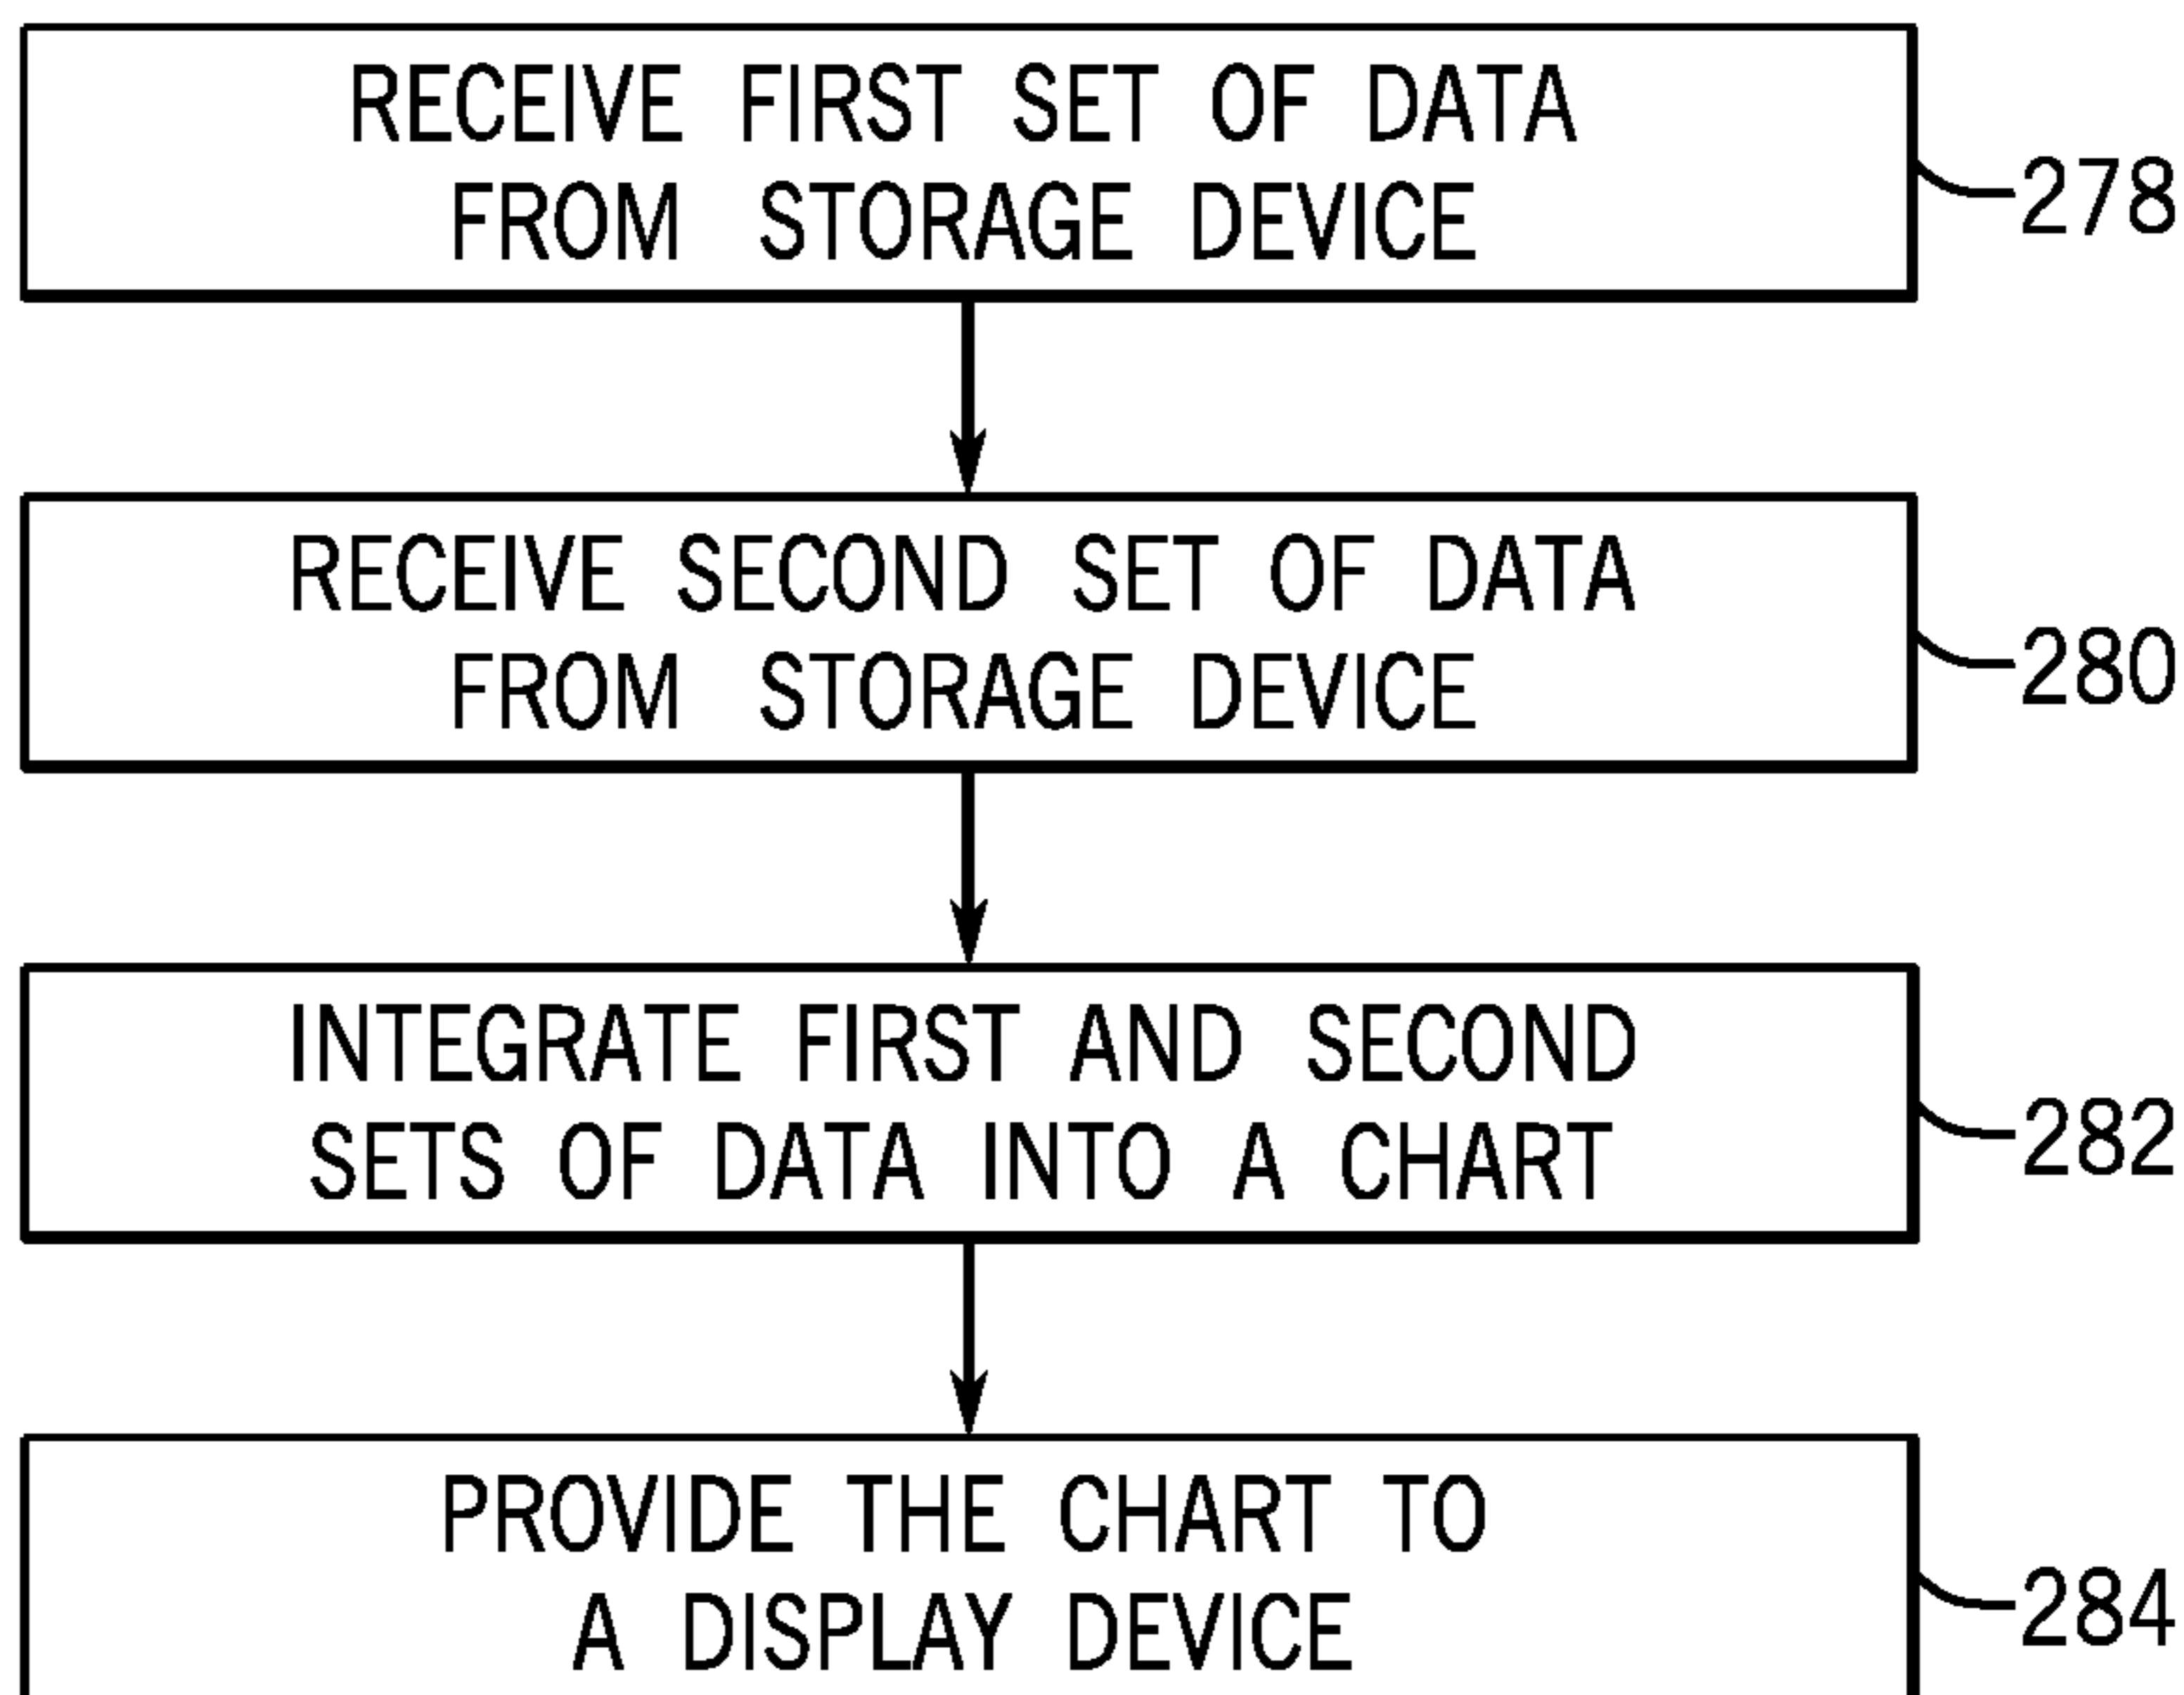 RECEIVE FIRST SET OF DATA
FROM STORAGE DEVICE
278
RECEIVE SECOND SET OF DATA
FROM STORAGE DEVICE
280
INTEGRATE FIRST AND SECOND
SETS OF DATA INTO A CHART
282
PROVIDE THE CHART TO
A DISPLAY DEVICE
284